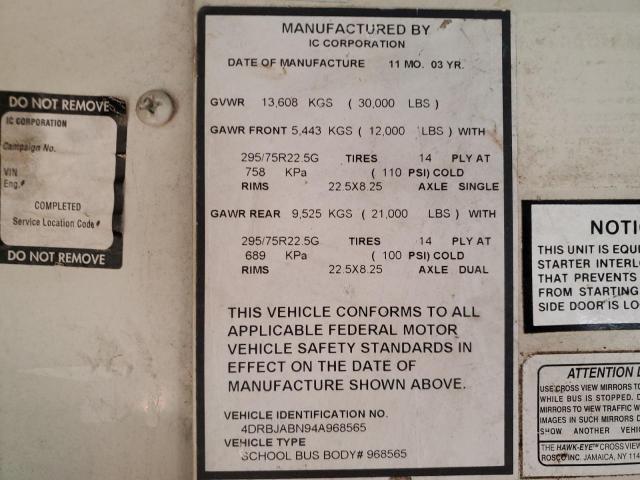 MANUFACTURED BY
IC CORPORATION
DATE OF MANUFACTURE 11 MO. 03 YR.
GVWR 13,608 KGS ( 30,000 LBS )
GAWR FRONT 5,443 KGS ( 12,000 LBS ) WITH
295/75R22.5G TIRES 14 PLY AT
758 KPa ( 110 PSI) COLD
RIMS 22.5X8.25 AXLE SINGLE
GAWR REAR 9,525 KGS ( 21,000 LBS ) WITH
295/75R22.5G TIRES 14 PLY AT
689 KPa ( 100 PSI) COLD
RIMS 22.5X8.25 AXLE DUAL
THIS VEHICLE CONFORMS TO ALL
APPLICABLE FEDERAL MOTOR
VEHICLE SAFETY STANDARDS IN
EFFECT ON THE DATE OF
MANUFACTURE SHOWN ABOVE.
VEHICLE IDENTIFICATION NO.
4DRBJABN94A968565
VEHICLE TYPE
SCHOOL BUS BODY# 968565
DO NOT REMOVE
IC CORPORATION
Campaign No.
VIN
Eng.#
COMPLETED
Service Location Code#
DO NOT REMOVE
NOTI
THIS UNIT IS EQUI
STARTER INTERL
THAT PREVENTS
FROM STARTING
SIDE DOOR IS LO
ATTENTION
USE CROSS VIEW MIRRORS TO
WHILE BUS IS STOPPED.
MIRRORS TO VIEW TRAFFIC W
IMAGES IN SUCH MIRRORS
SHOW ANOTHER VEHI
THE HAWK-EYE™ CROSS VIEW
ROSCO INC. JAMAICA, NY 114